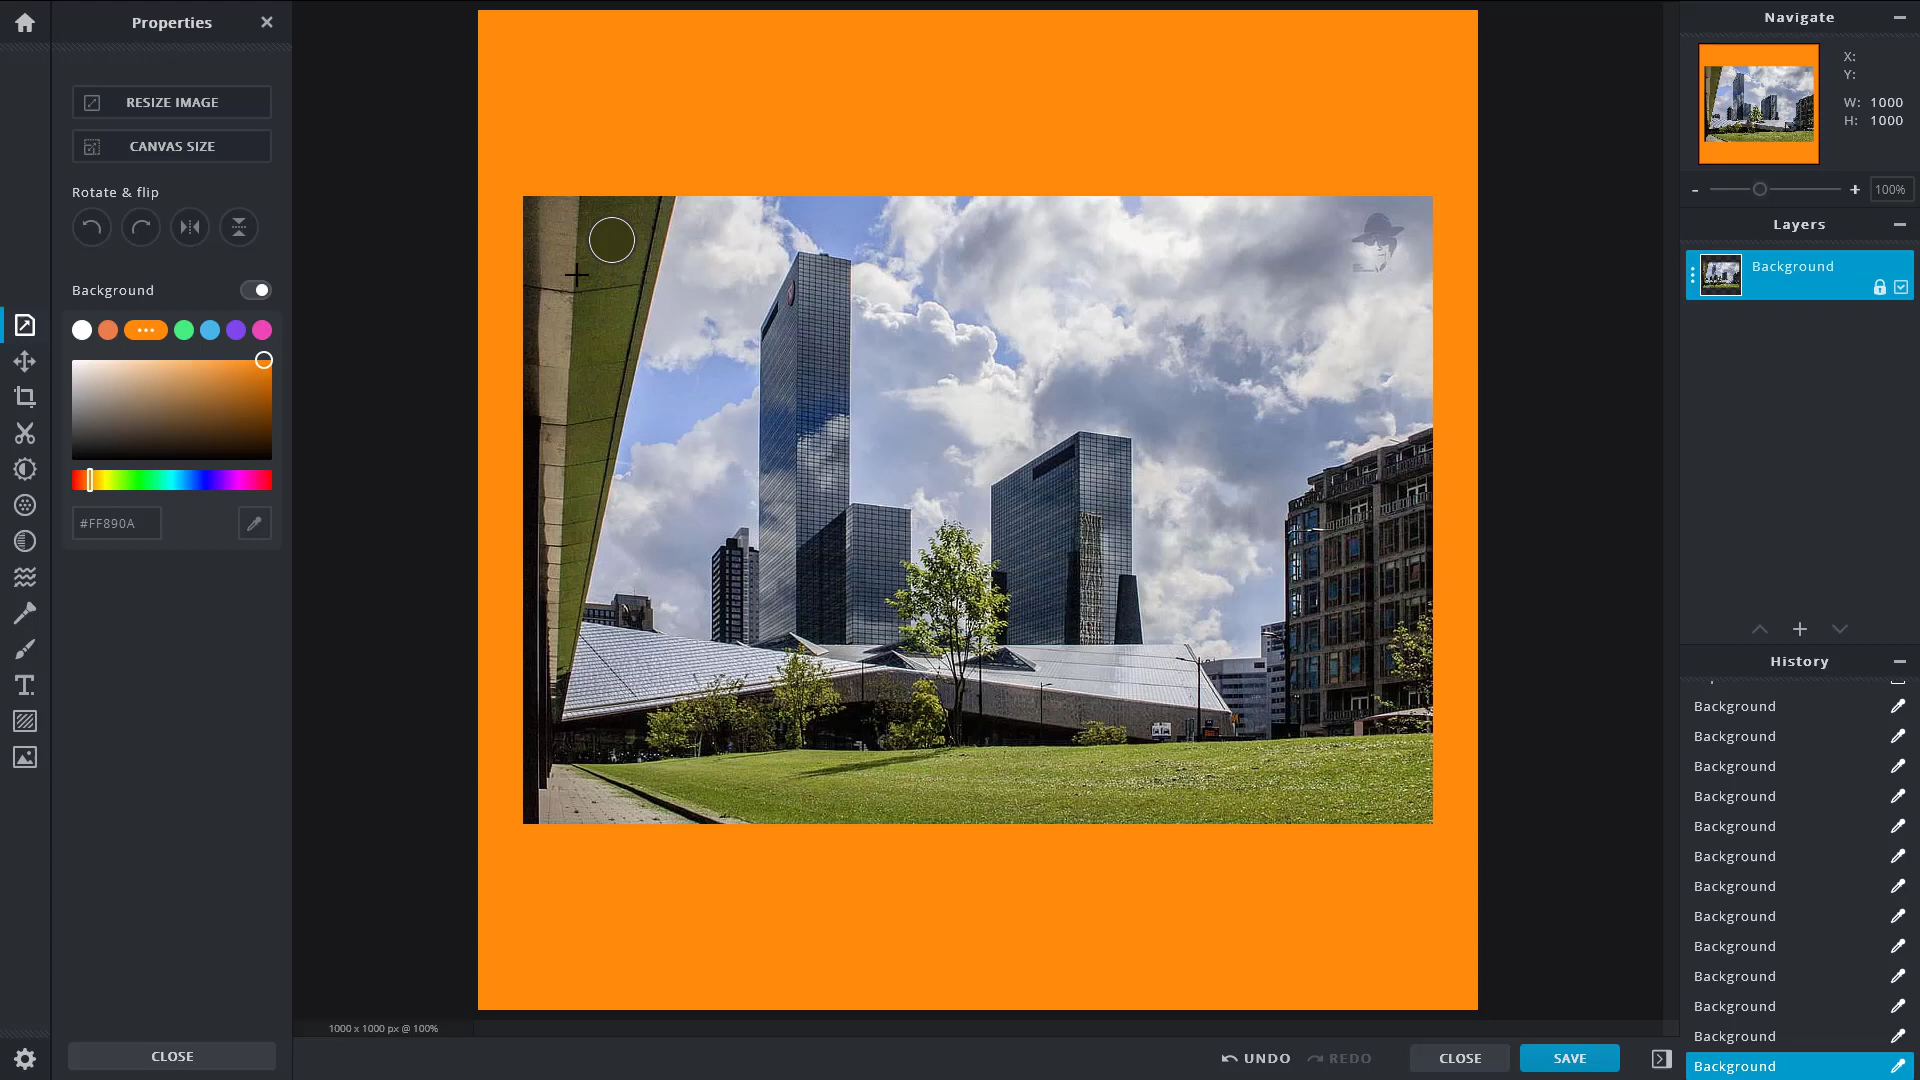 Properties
RESIZE IMAGE
CANVAS SIZE
Rotate & flip
Background
#FF890A
CLOSE
1000 x 1000 px @ 100%
UNDO
REDO
CLOSE
SAVE
Navigate
X:
Y:
W: 1000
H: 1000
- + 100%
Layers
Background
History
Background
Background
Background
Background
Background
Background
Background
Background
Background
Background
Background
Background
Background